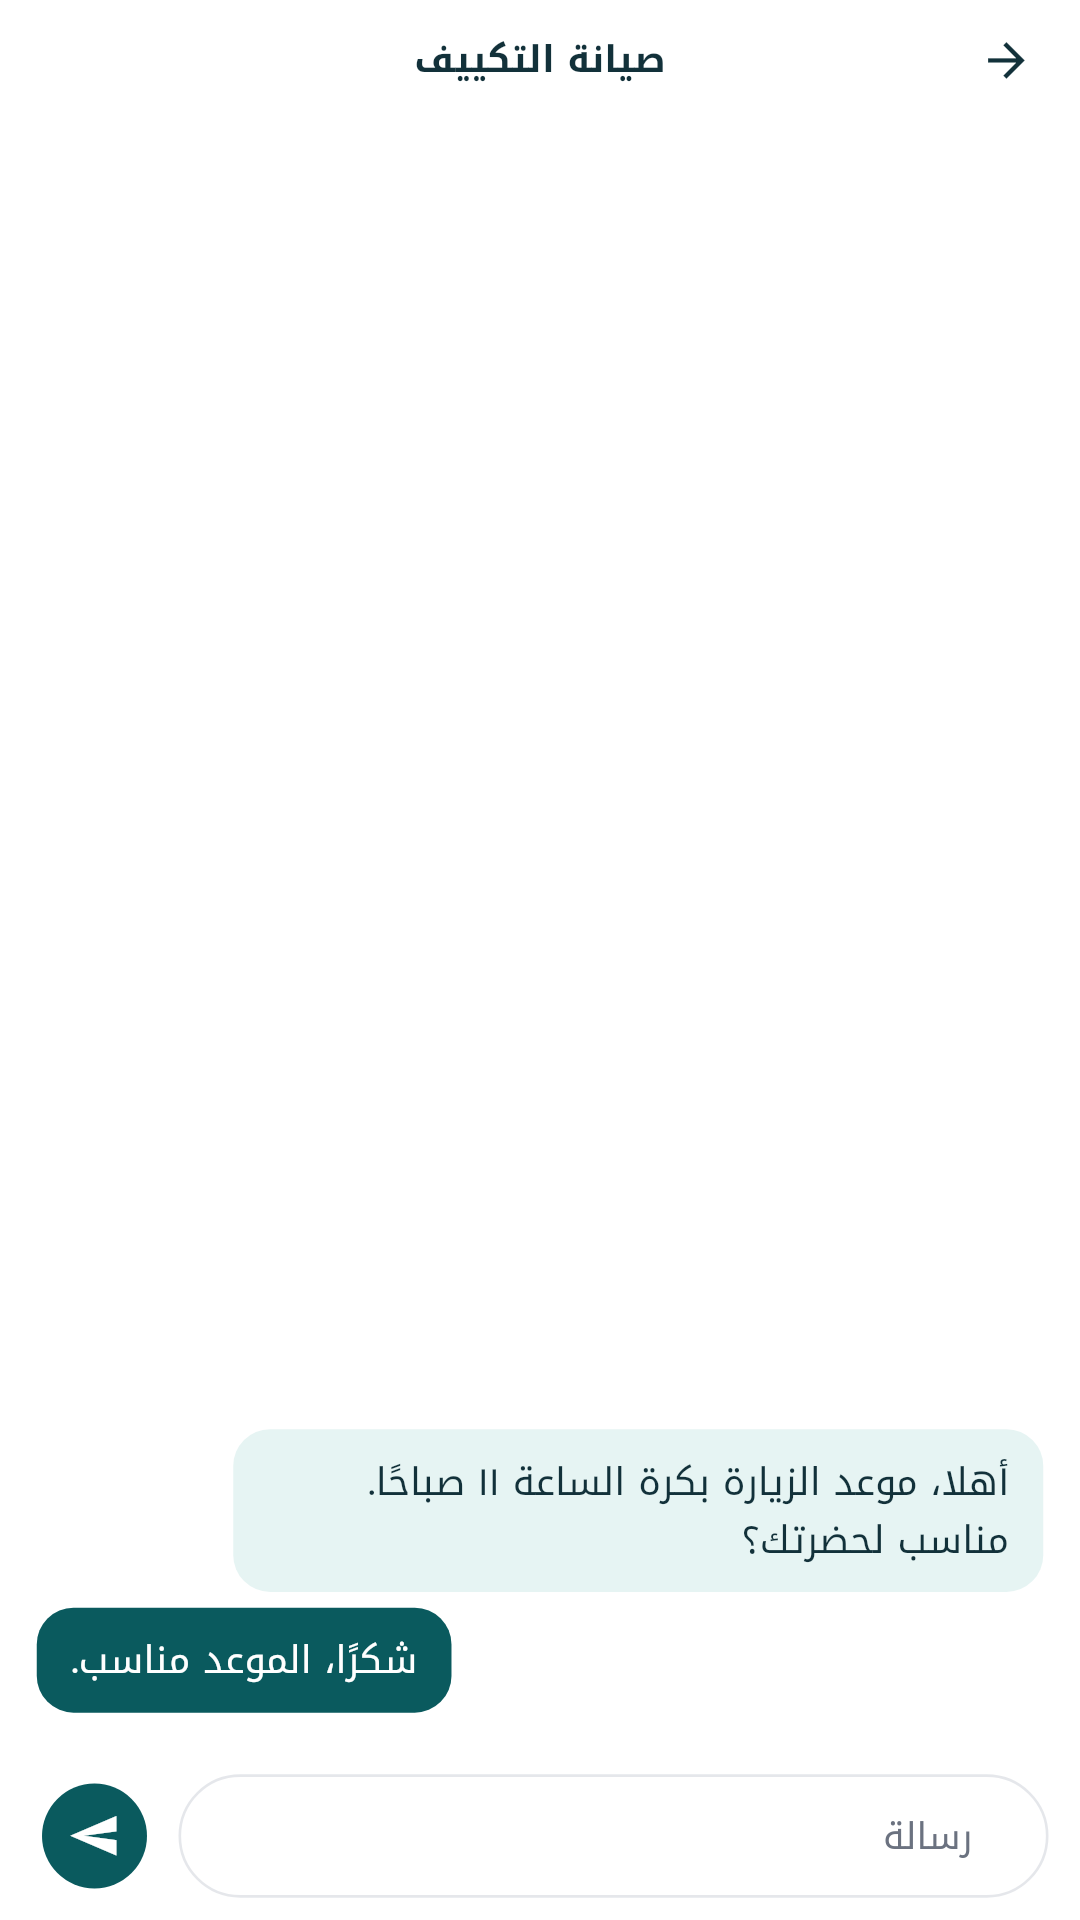 صيانة التكييف
أهلا، موعد الزيارة بكرة الساعة ١١ صباحًا.
مناسب لحضرتك؟
شكرًا، الموعد مناسب.
رسالة